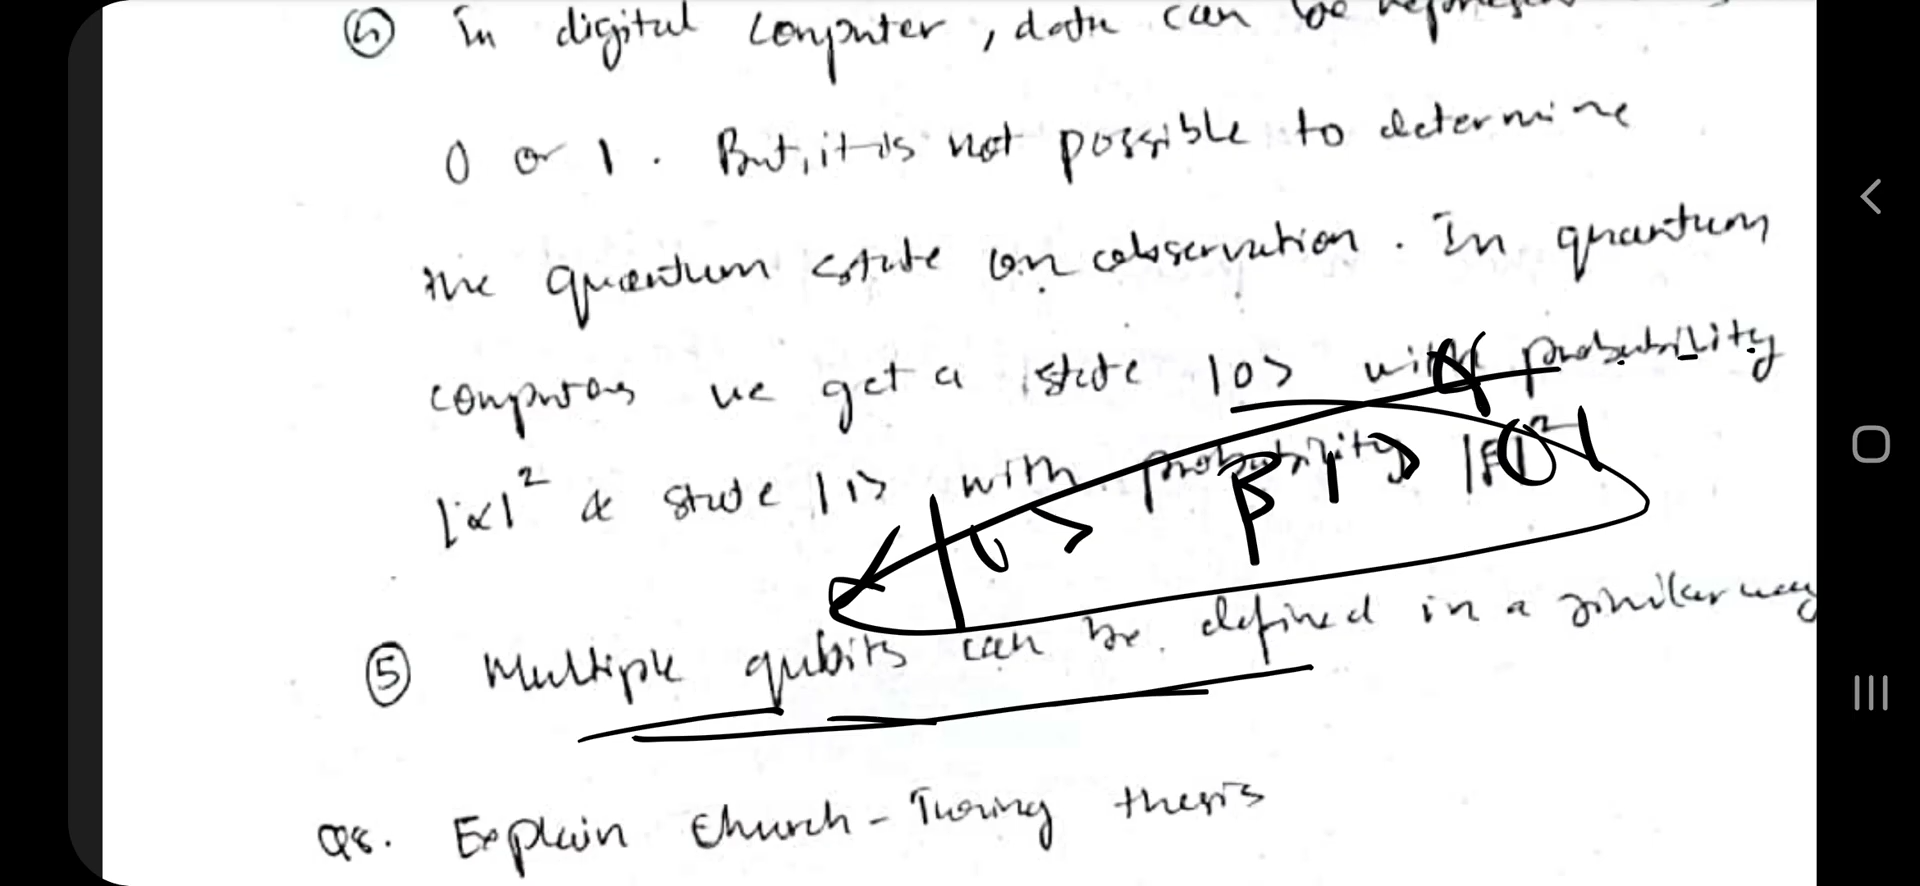 ④ In digital computer, data can be represent
0 or 1. But, it is not possible to determine
the quantum state on observation. In quantum
computers we get a state |0> with probability
|α|² & state |1> with probability |β|²
|0> β |
⑤ Multiple qubits can be defined in a similar way
Q8. Explain Church-Turing thesis